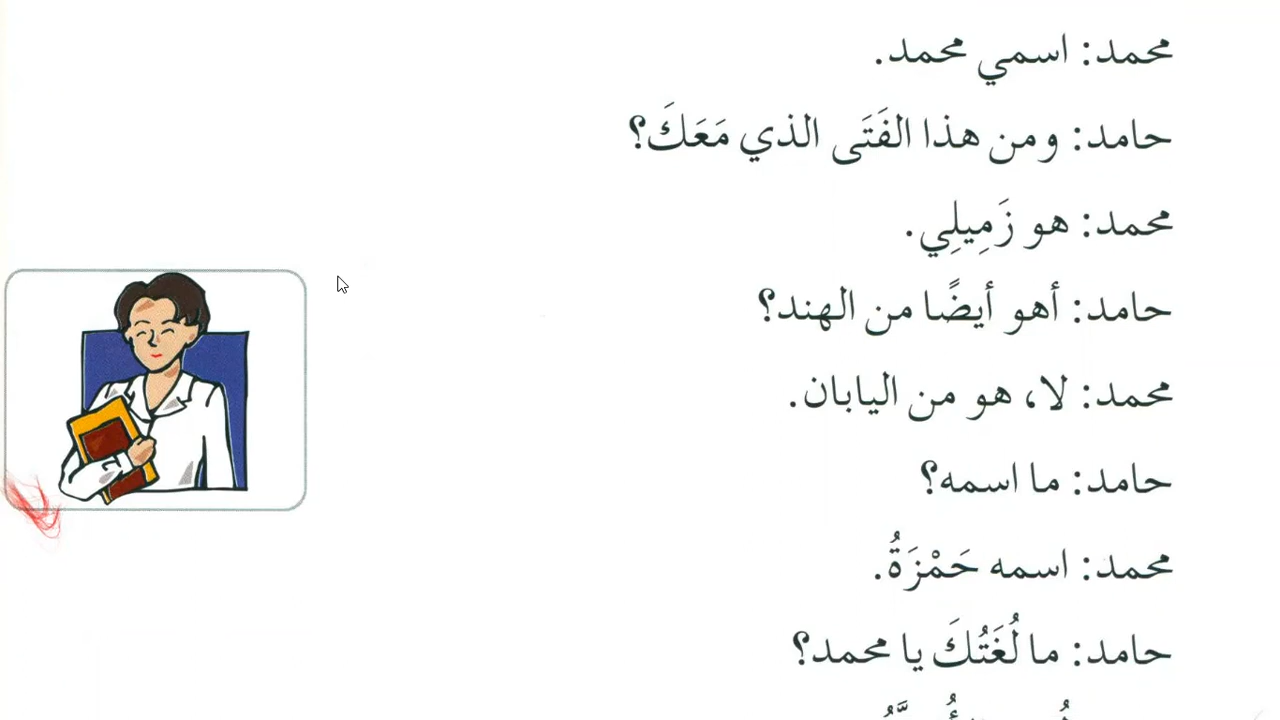 محمد: اسمي محمد.
حامد: ومن هذا الفَتَى الذي مَعَكَ؟
محمد: هو زَمِيلِي.
حامد: أهو أيضًا من الهند؟
محمد: لا، هو من اليابان.
حامد: ما اسمه؟
محمد: اسمه حَمْزَةُ.
حامد: ما لُغَتُكَ يا محمد؟